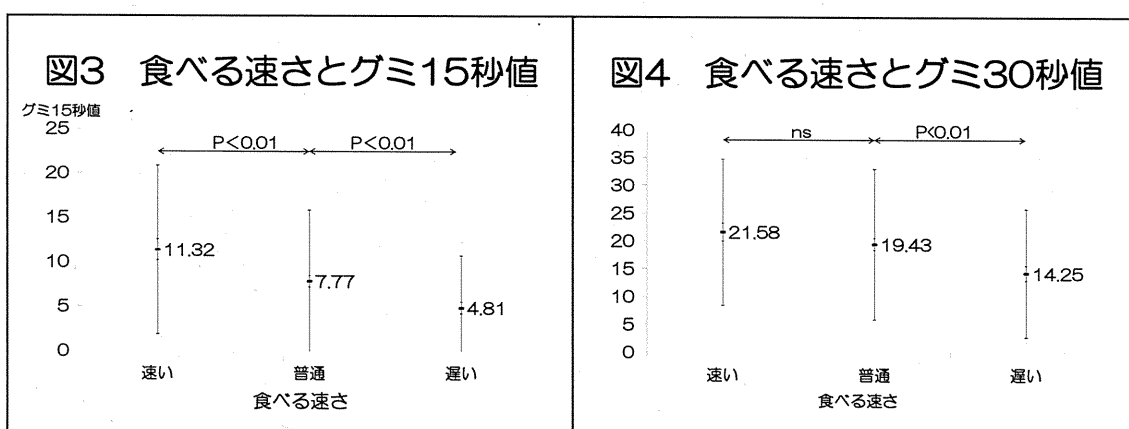 図3 食べる速さとグミ15秒値
グミ15秒値
25
20
15
10
5
0
P<0.01
P<0.01
11.32
7.77
4.81
速い
普通
遅い
食べる速さ
図4 食べる速さとグミ30秒値
40
35
30
25
20
15
10
5
0
ns
P<0.01
21.58
19.43
14.25
速い
普通
遅い
食べる速さ